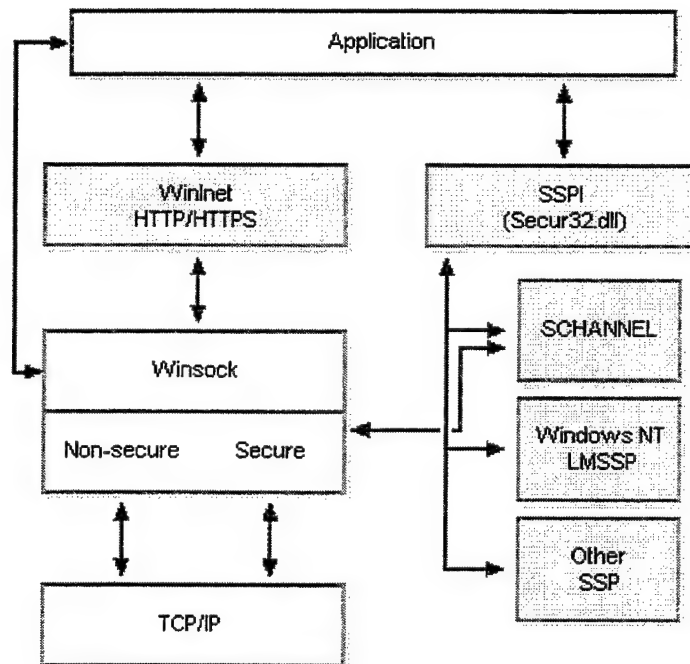 Application
WinInet
HTTP/HTTPS
SSPI
(Secur32.dll)
SCHANNEL
Winsock
Non-secure Secure
Windows NT
LMSSP
Other
SSP
TCP/IP